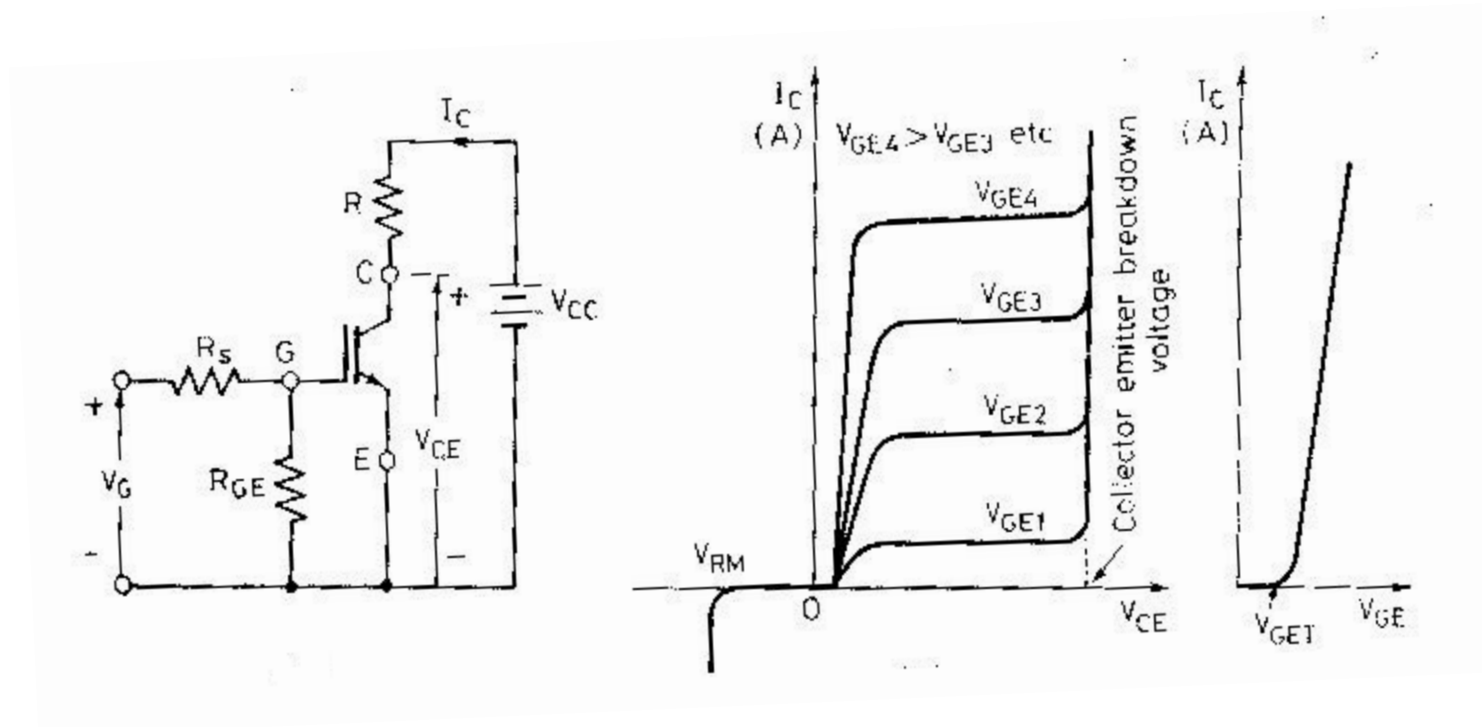 I_C
R
C
+
V_CC
R_S
G
+
V_G
-
R_GE
E
V_CE
-
I_C
(A)
V_GE4 > V_GE3 etc
V_GE4
V_GE3
V_GE2
V_GE1
V_RM
O
V_CE
Collector emitter breakdown
voltage
I_C
(A)
V_GET
V_GE